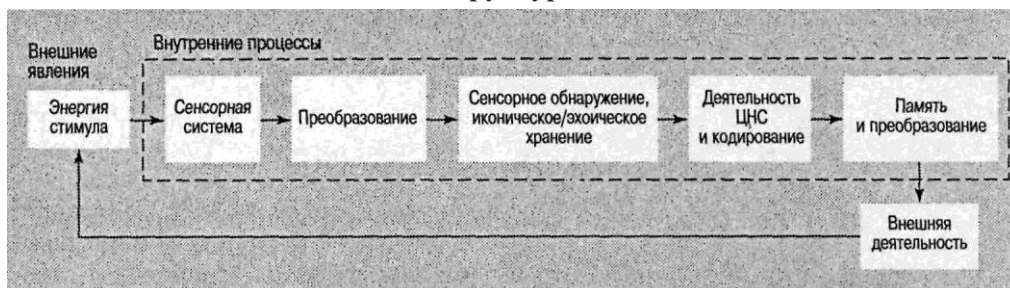 Внутренние процессы
Внешние
явления
Энергия
стимула
Сенсорная
система
Преобразование
Сенсорное обнаружение,
иконическое/эхоическое
хранение
Деятельность
ЦНС
и кодирование
Память
и преобразование
Внешняя
деятельность